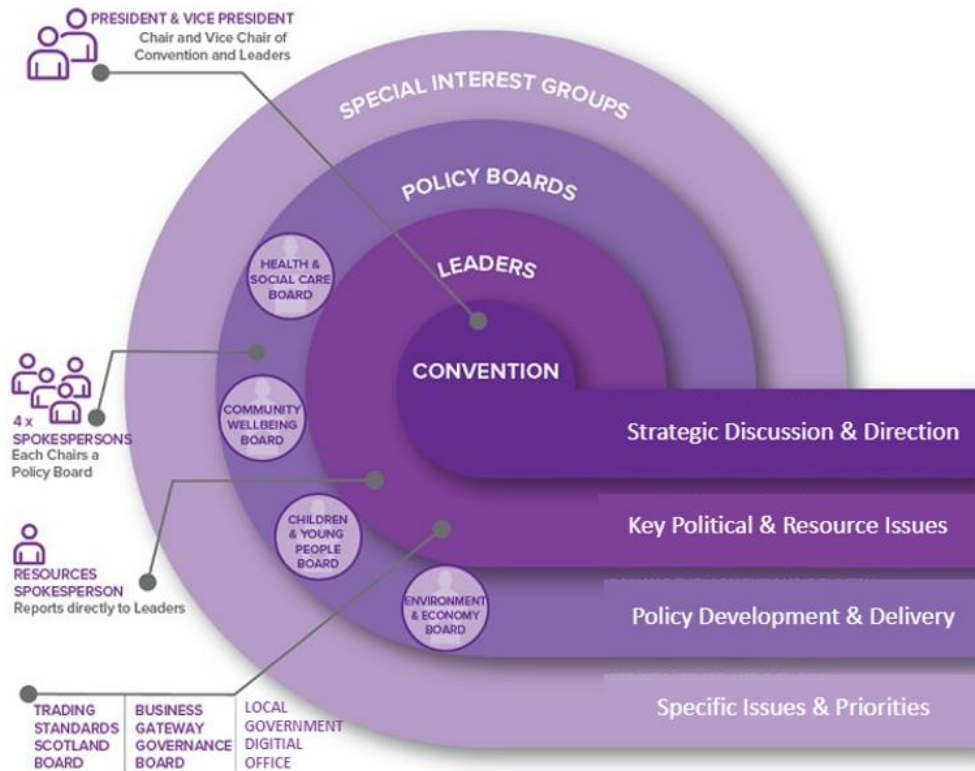 PRESIDENT & VICE PRESIDENT
Chair and Vice Chair of
Convention and Leaders
SPECIAL INTEREST GROUPS
POLICY BOARDS
LEADERS
CONVENTION
HEALTH &
SOCIAL CARE
BOARD
COMMUNITY
WELLBEING
BOARD
CHILDREN
& YOUNG
PEOPLE
BOARD
ENVIRONMENT
& ECONOMY
BOARD
4 x
SPOKESPERSONS
Each Chairs a
Policy Board
RESOURCES
SPOKESPERSON
Reports directly to Leaders
TRADING
STANDARDS
SCOTLAND
BOARD
BUSINESS
GATEWAY
GOVERNANCE
BOARD
LOCAL
GOVERNMENT
DIGITIAL
OFFICE
Strategic Discussion & Direction
Key Political & Resource Issues
Policy Development & Delivery
Specific Issues & Priorities